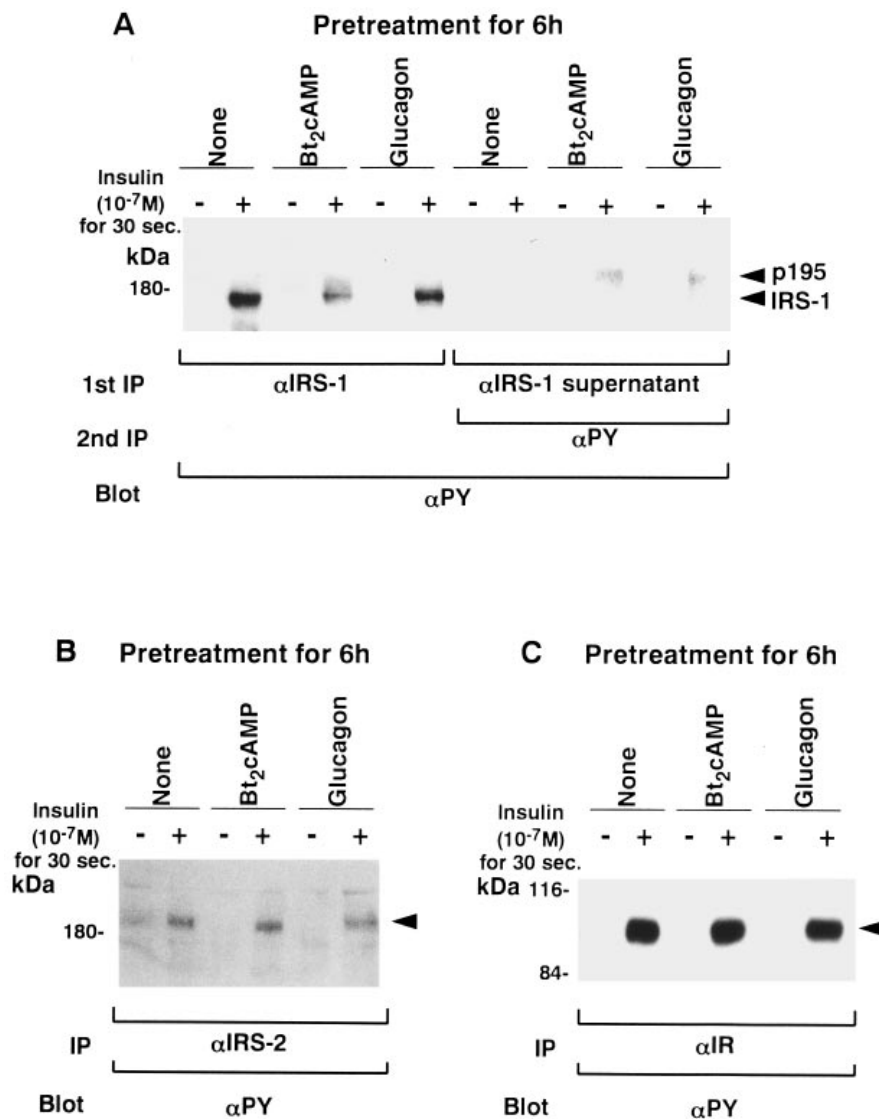 A Pretreatment for 6h
None Bt₂cAMP Glucagon None Bt₂cAMP Glucagon
Insulin
(10⁻⁷M) - + - + - + - + - + - +
for 30 sec.
kDa
180-
p195
IRS-1
1st IP αIRS-1 αIRS-1 supernatant
2nd IP αPY
Blot αPY
B Pretreatment for 6h
None Bt₂cAMP Glucagon
Insulin
(10⁻⁷M) - + - + - +
for 30 sec.
kDa
180-
IP αIRS-2
Blot αPY
C Pretreatment for 6h
None Bt₂cAMP Glucagon
Insulin
(10⁻⁷M) - + - + - +
for 30 sec.
kDa 116-
84-
IP αIR
Blot αPY